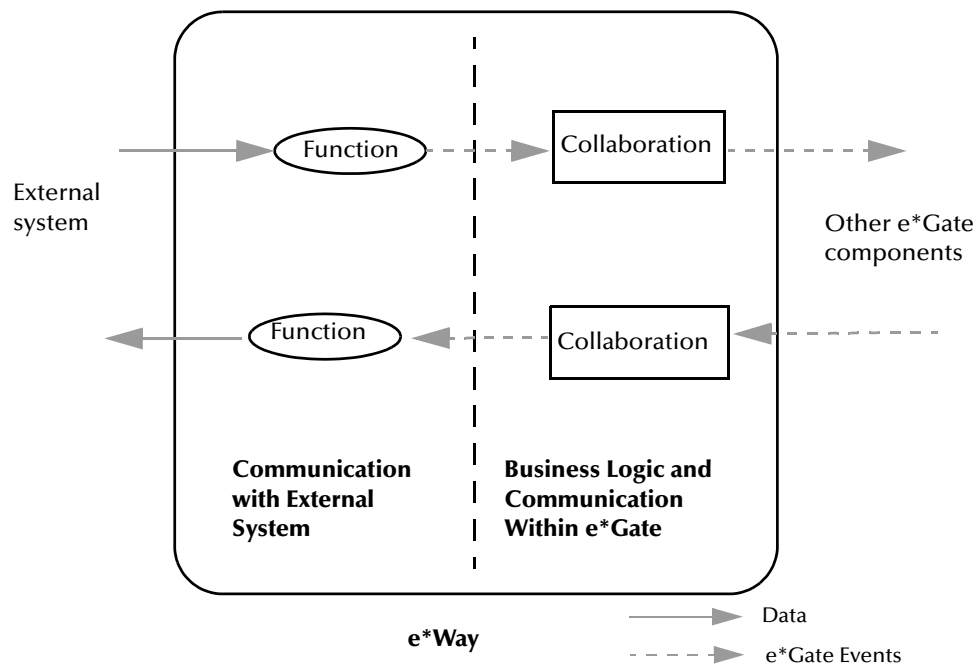 Function
Collaboration
External
system
Other e*Gate
components
Function
Collaboration
Communication
with External
System
Business Logic and
Communication
Within e*Gate
e*Way
Data
e*Gate Events